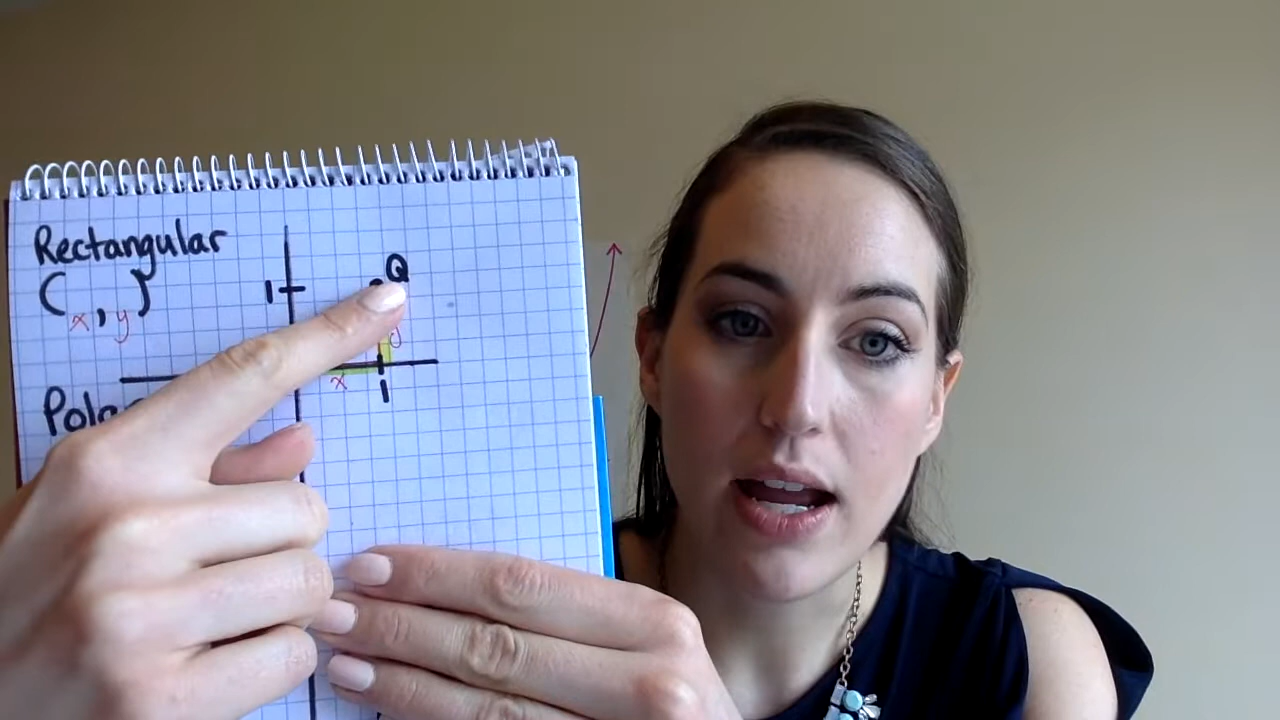 Rectangular
( , )
x y
Q
1
y
x
1